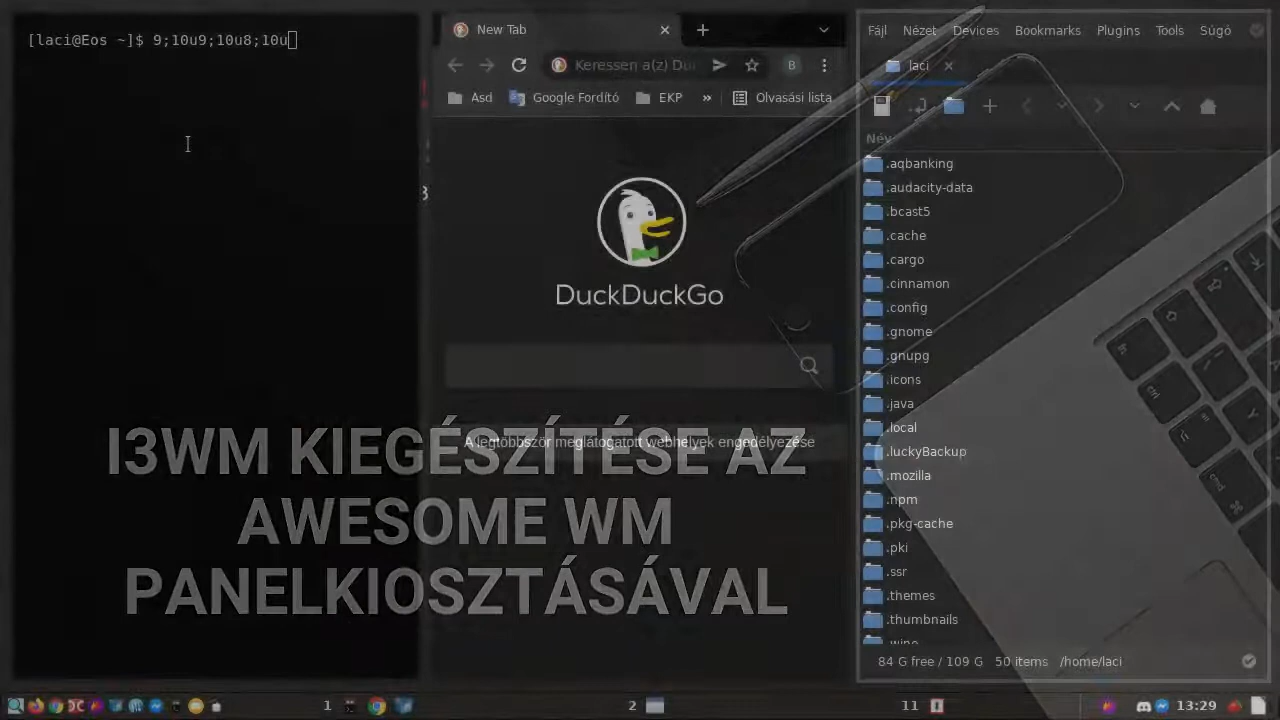 [laci@Eos ~]$ 9;10u9;10u8;10u
New Tab
Keressen a(z) Du
B
Asd
Google Fordító
EKP
»
Olvasási lista
DuckDuckGo
A legtöbbször meglátogatott webhelyek engedélyezése
Fájl Nézet Devices Bookmarks Plugins Tools Súgó
laci
Név
.aqbanking
.audacity-data
.bcast5
.cache
.cargo
.cinnamon
.config
.gnome
.gnupg
.icons
.java
.local
.luckyBackup
.mozilla
.npm
.pkg-cache
.pki
.ssr
.themes
.thumbnails
.wine
84 G free / 109 G 50 items /home/laci
I3WM KIEGÉSZÍTÉSE AZ
AWESOME WM
PANELKIOSZTÁSÁVAL
1
2
11
13:29